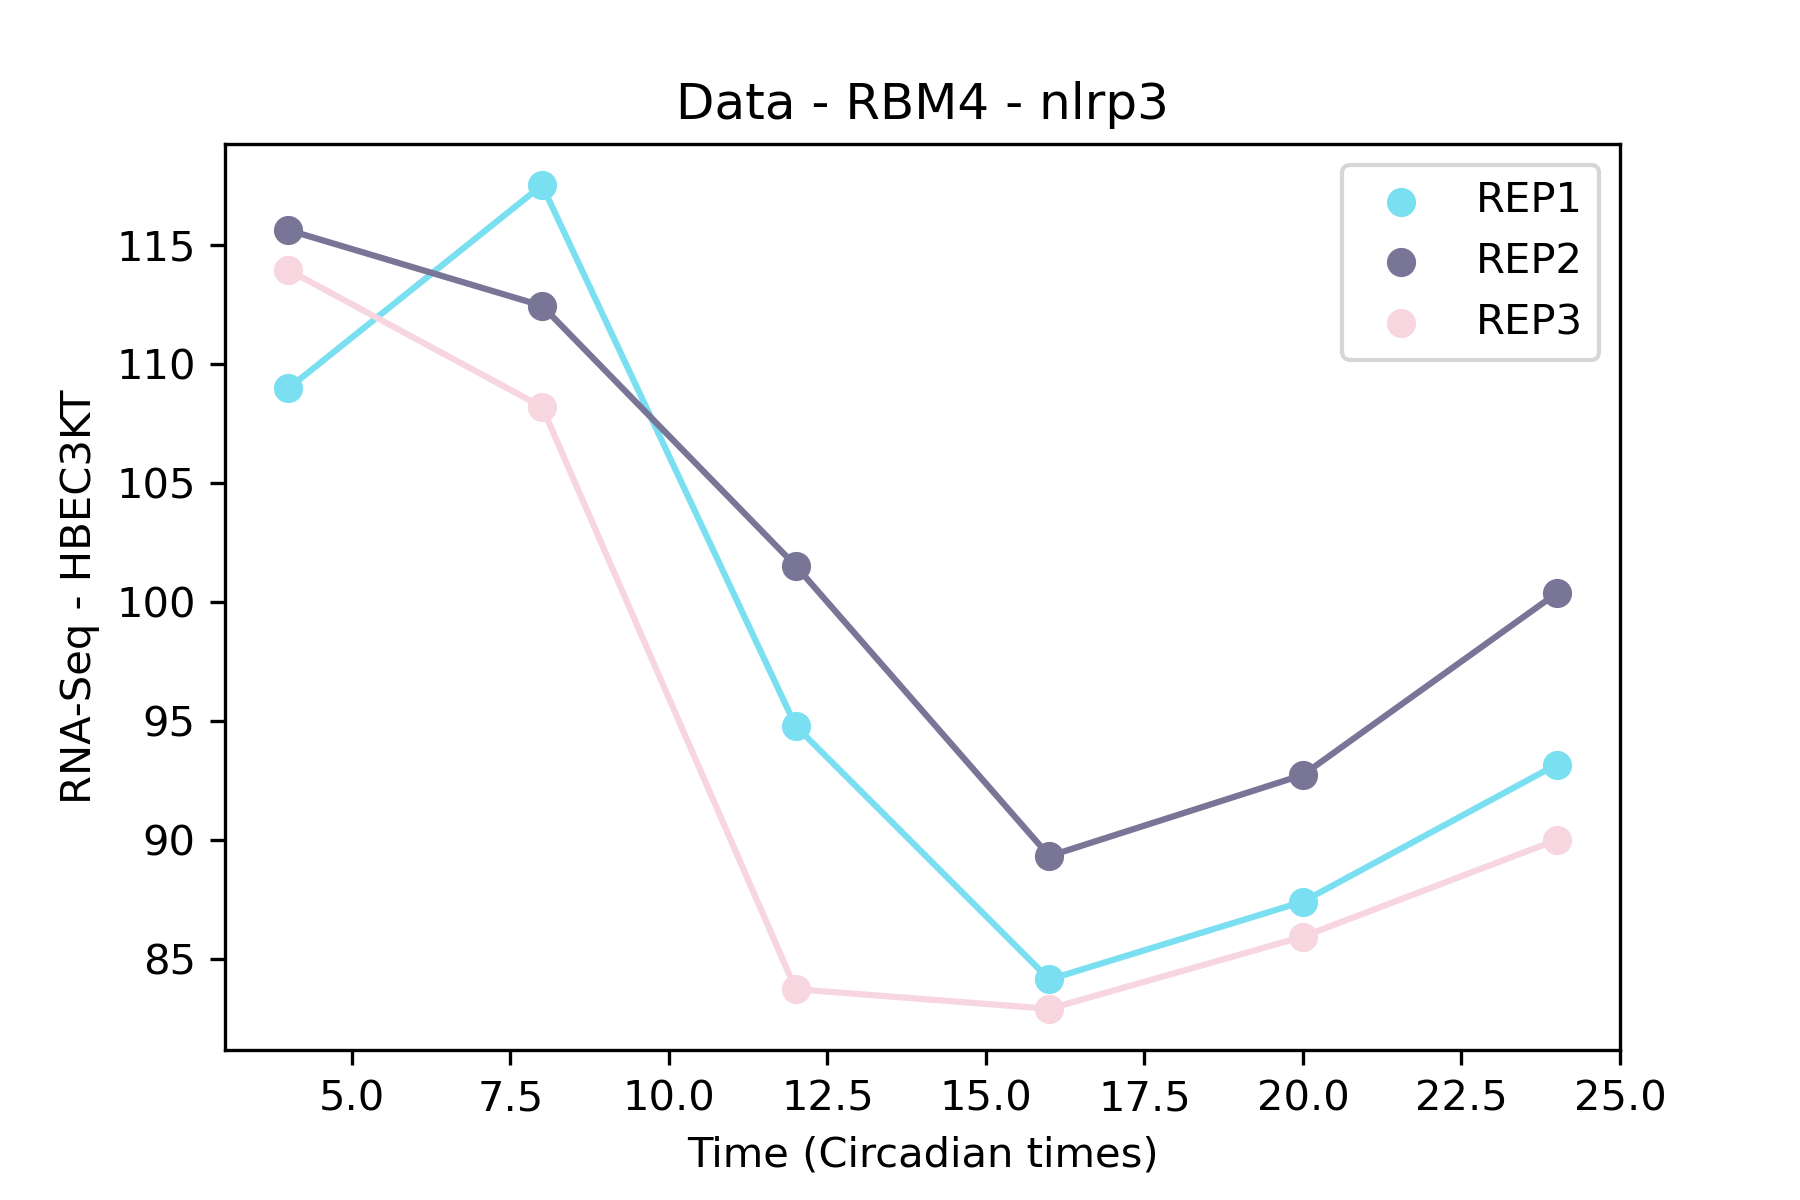 Data - RBM4 - nlrp3
REP1
REP2
REP3
115
110
105
100
95
90
85
RNA-Seq - HBEC3KT
5.0 7.5 10.0 12.5 15.0 17.5 20.0 22.5 25.0
Time (Circadian times)